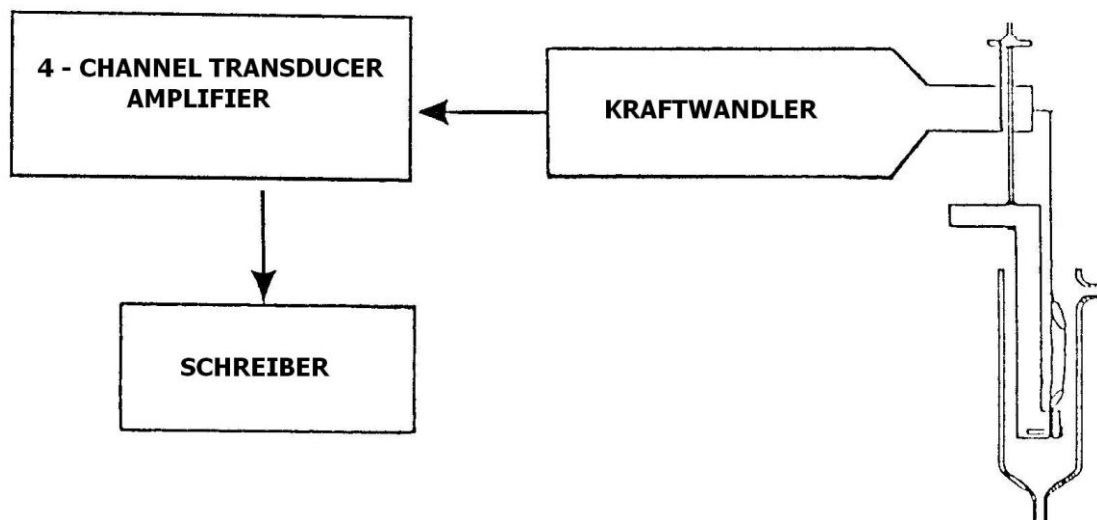 4 - CHANNEL TRANSDUCER
AMPLIFIER
KRAFTWANDLER
SCHREIBER